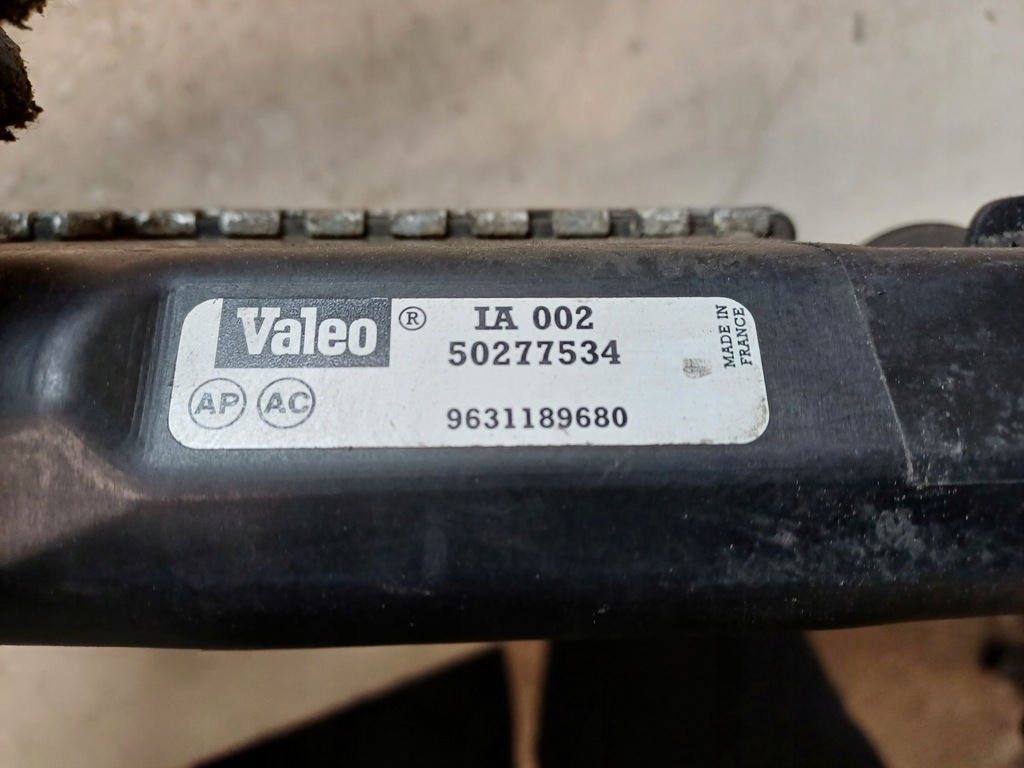 Valeo ® IA 002
50277534
AP AC
9631189680
MADE IN
FRANCE